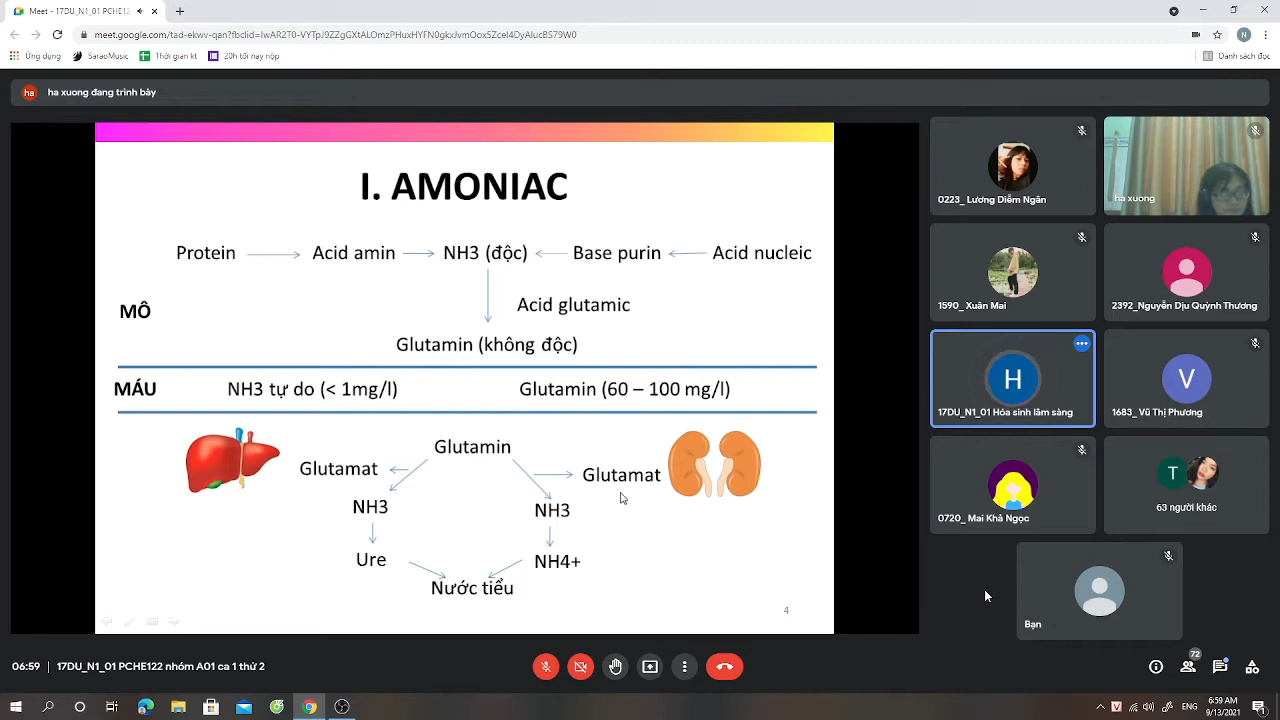 Meet - 17DU_N1_01 PCHE12
meet.google.com/tad-ekwv-qan?fbclid=IwAR2T0-VYTpJ9ZZgGXtALOmzPHuxHYFN0gkxJvmOoxSZcel4DyAIucBS79W0
Ứng dụng SaraoMusic Thời gian kt 20h tối nay nộp Danh sách đọc
ha xuong đang trình bày
I. AMONIAC
Protein Acid amin NH3 (độc) Base purin Acid nucleic
MÔ
Acid glutamic
Glutamin (không độc)
MÁU NH3 tự do (< 1mg/l) Glutamin (60 – 100 mg/l)
Glutamin
Glutamat Glutamat
NH3 NH3
Ure NH4+
Nước tiểu
4
0223_ Lương Diễm Ngân
ha xuong
1590_ Xuân Mai
2392_Nguyễn Dịu Quỳnh Thương
H
17DU_N1_01 Hóa sinh lâm sàng
V
1683_ Vũ Thị Phương
0720_ Mai Khả Ngọc
T
63 người khác
Bạn
06:59 | 17DU_N1_01 PCHE122 nhóm A01 ca 1 thứ 2
72
6:59 AM
9/13/2021